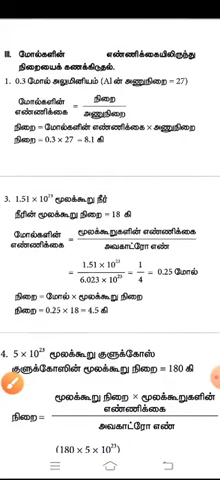 III. மோல்களின் எண்ணிக்கையிலிருந்து
நிறையைக் கணக்கிடுதல்.
1. 0.3 மோல் அலுமினியம் (Al ன் அணுநிறை = 27)
மோல்களின் எண்ணிக்கை = நிறை / அணுநிறை
நிறை = மோல்களின் எண்ணிக்கை × அணுநிறை
நிறை = 0.3 × 27 = 8.1 கி
3. 1.51 × 10²³ மூலக்கூறு நீர்
நீரின் மூலக்கூறு நிறை = 18 கி
மோல்களின் எண்ணிக்கை = மூலக்கூறுகளின் எண்ணிக்கை / அவகாட்ரோ எண்
= 1.51 × 10²³ / 6.023 × 10²³ = 1 / 4 = 0.25 மோல்
நிறை = மோல் × மூலக்கூறு நிறை
நிறை = 0.25 × 18 = 4.5 கி
4. 5 × 10²³ மூலக்கூறு குளுக்கோஸ்
குளுக்கோஸின் மூலக்கூறு நிறை = 180 கி
நிறை = மூலக்கூறு நிறை × மூலக்கூறுகளின் எண்ணிக்கை / அவகாட்ரோ எண்
(180 × 5 × 10²³)